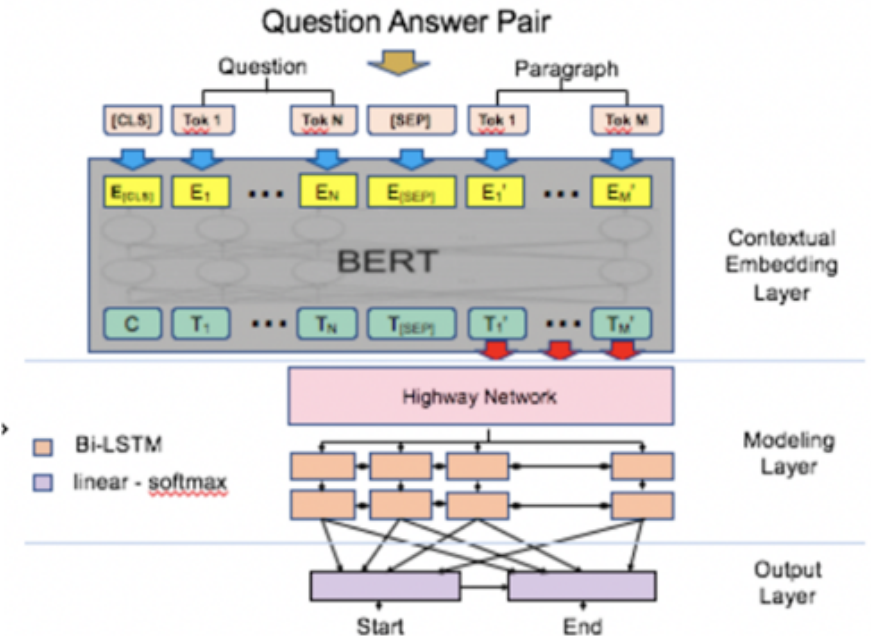 Question Answer Pair
Question
Paragraph
[CLS] Tok 1 Tok N [SEP] Tok 1 Tok M
E[CLS] E1 ••• EN E[SEP] E1' ••• EM'
BERT
Contextual
Embedding
Layer
C T1 ••• TN T[SEP] T1' ••• TM'
Highway Network
Bi-LSTM
linear - softmax
Modeling
Layer
Output
Layer
Start
End